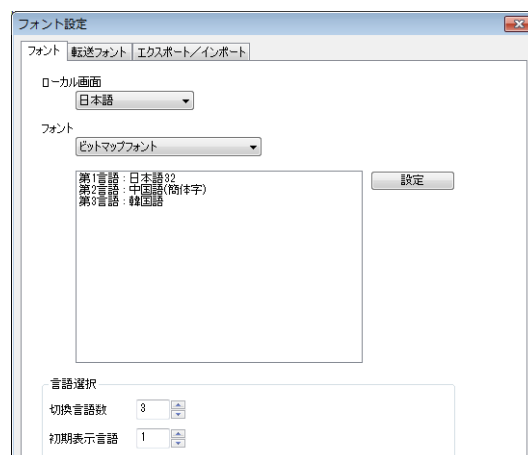 フォント設定
フォント 転送フォント エクスポート/インポート
ローカル画面
日本語
フォント
ビットマップフォント
第1言語:日本語32
第2言語:中国語(簡体字)
第3言語:韓国語
設定
言語選択
切換言語数 3
初期表示言語 1